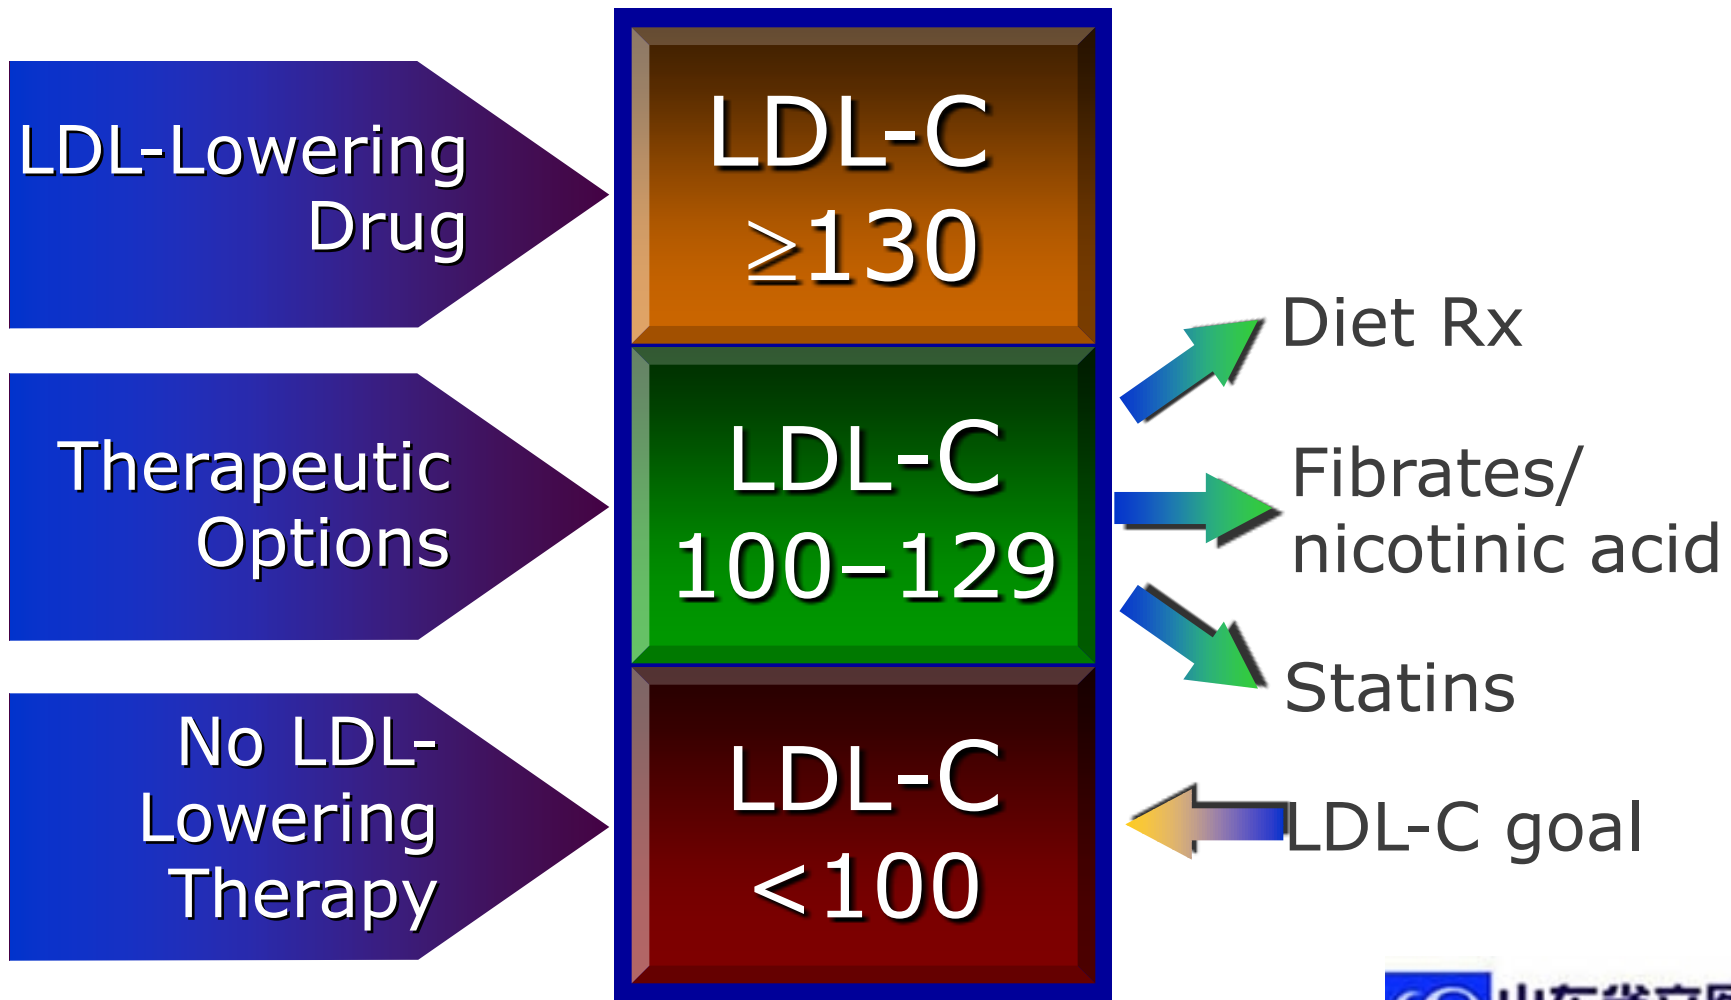 LDL-Lowering
Drug
LDL-C
≥130
Therapeutic
Options
LDL-C
100–129
Diet Rx
Fibrates/
nicotinic acid
Statins
No LDL-
Lowering
Therapy
LDL-C
<100
LDL-C goal